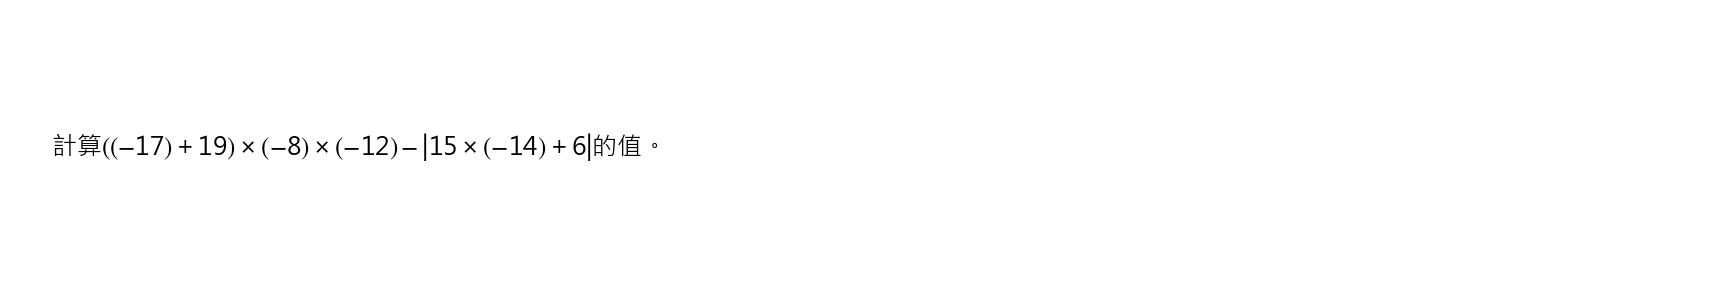 計算((−17) + 19) × (−8) × (−12) − |15 × (−14) + 6|的值。